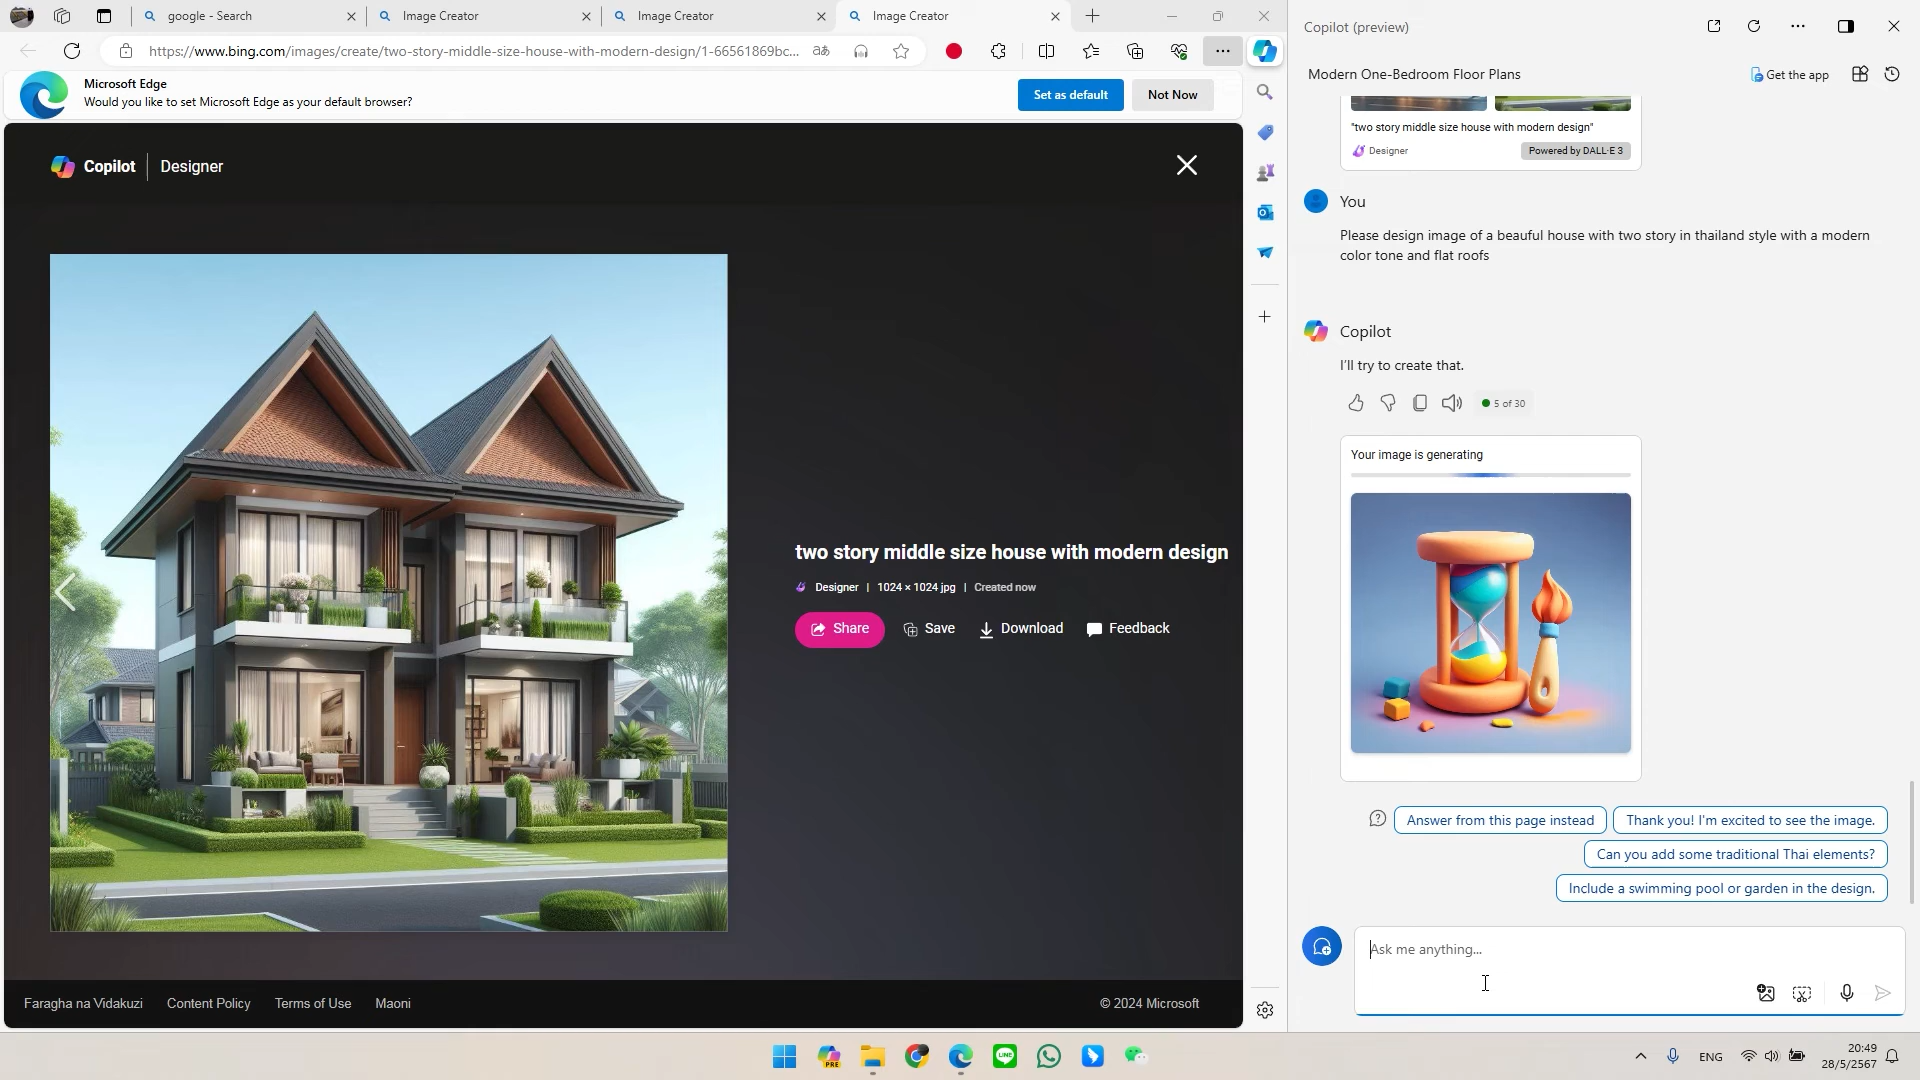 google - Search
Image Creator
Image Creator
Image Creator
https://www.bing.com/images/create/two-story-middle-size-house-with-modern-design/1-66561869bc...
Microsoft Edge
Would you like to set Microsoft Edge as your default browser?
Set as default
Not Now
Copilot
Designer
two story middle size house with modern design
Designer | 1024 × 1024 jpg | Created now
Share
Save
Download
Feedback
Faragha na Vidakuzi
Content Policy
Terms of Use
Maoni
© 2024 Microsoft
Copilot (preview)
Modern One-Bedroom Floor Plans
Get the app
"two story middle size house with modern design"
Designer
Powered by DALL·E 3
You
Please design image of a beauful house with two story in thailand style with a modern
color tone and flat roofs
Copilot
I'll try to create that.
5 of 30
Your image is generating
Answer from this page instead
Thank you! I'm excited to see the image.
Can you add some traditional Thai elements?
Include a swimming pool or garden in the design.
Ask me anything...
PRE
LINE
ENG
20:49
28/5/2567